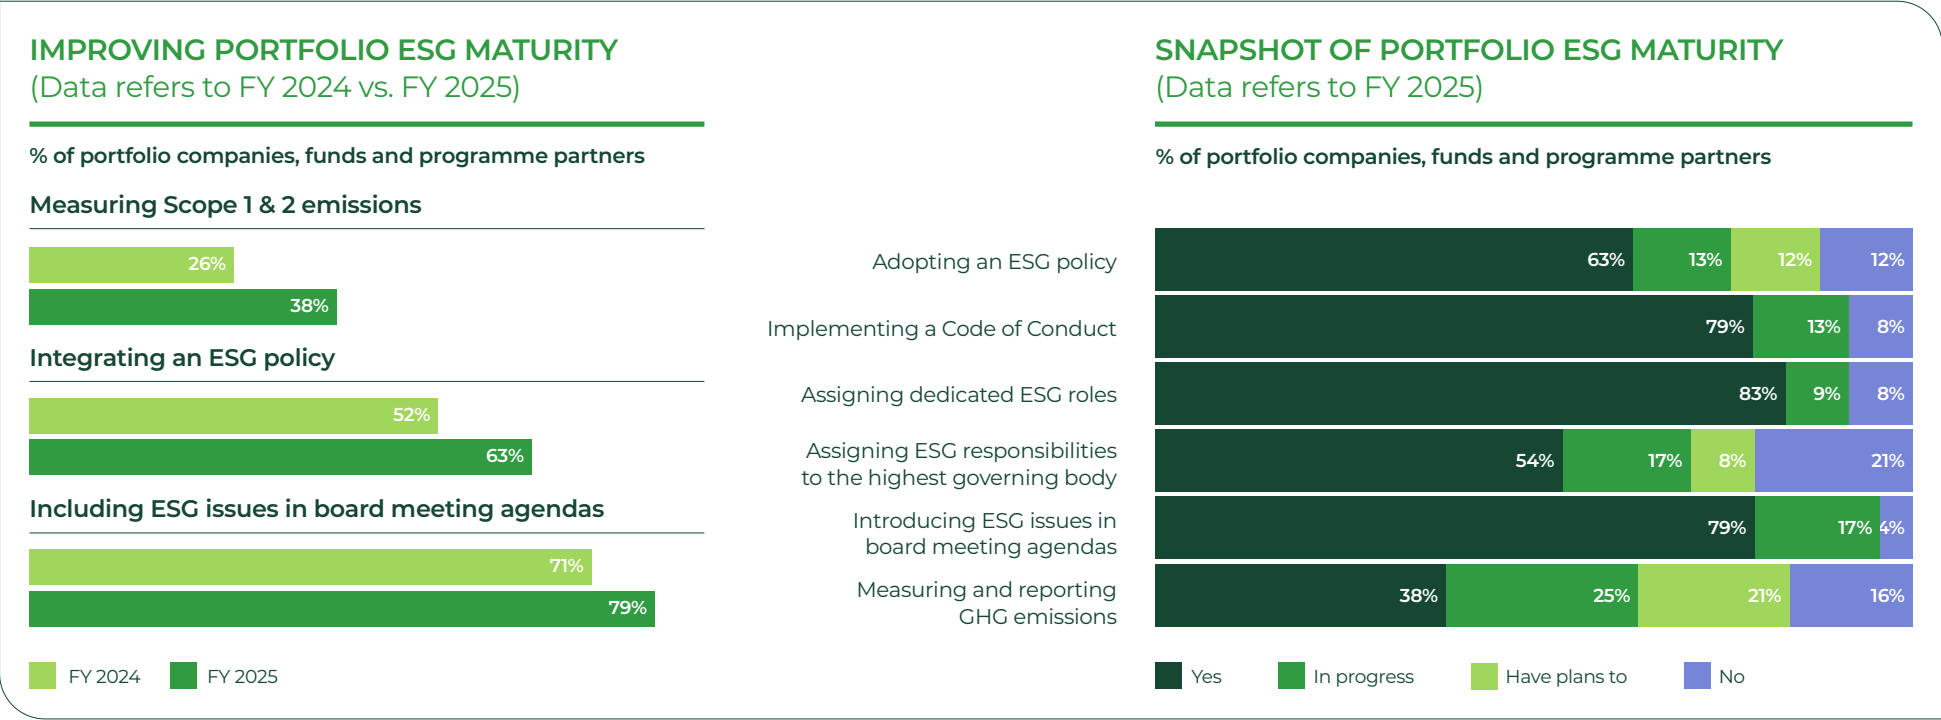 IMPROVING PORTFOLIO ESG MATURITY
(Data refers to FY 2024 vs. FY 2025)
% of portfolio companies, funds and programme partners
Measuring Scope 1 & 2 emissions
26%
38%
Integrating an ESG policy
52%
63%
Including ESG issues in board meeting agendas
71%
79%
FY 2024 FY 2025
SNAPSHOT OF PORTFOLIO ESG MATURITY
(Data refers to FY 2025)
% of portfolio companies, funds and programme partners
Adopting an ESG policy 63% 13% 12% 12%
Implementing a Code of Conduct 79% 13% 8%
Assigning dedicated ESG roles 83% 9% 8%
Assigning ESG responsibilities
to the highest governing body 54% 17% 8% 21%
Introducing ESG issues in
board meeting agendas 79% 17% 4%
Measuring and reporting
GHG emissions 38% 25% 21% 16%
Yes In progress Have plans to No